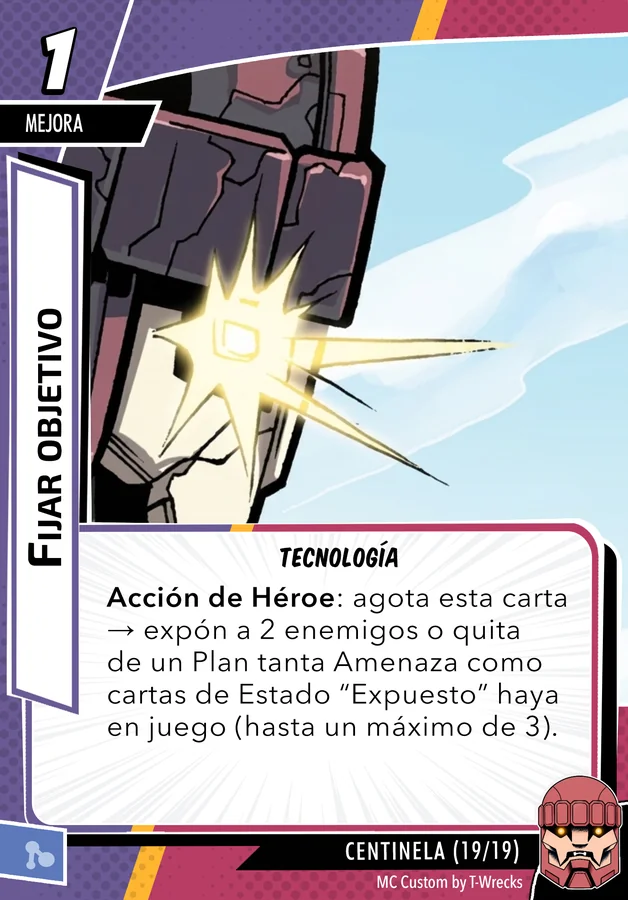 1
MEJORA
FIJAR OBJETIVO
TECNOLOGÍA
Acción de Héroe: agota esta carta
→ expón a 2 enemigos o quita
de un Plan tanta Amenaza como
cartas de Estado “Expuesto” haya
en juego (hasta un máximo de 3).
CENTINELA (19/19)
MC Custom by T-Wrecks